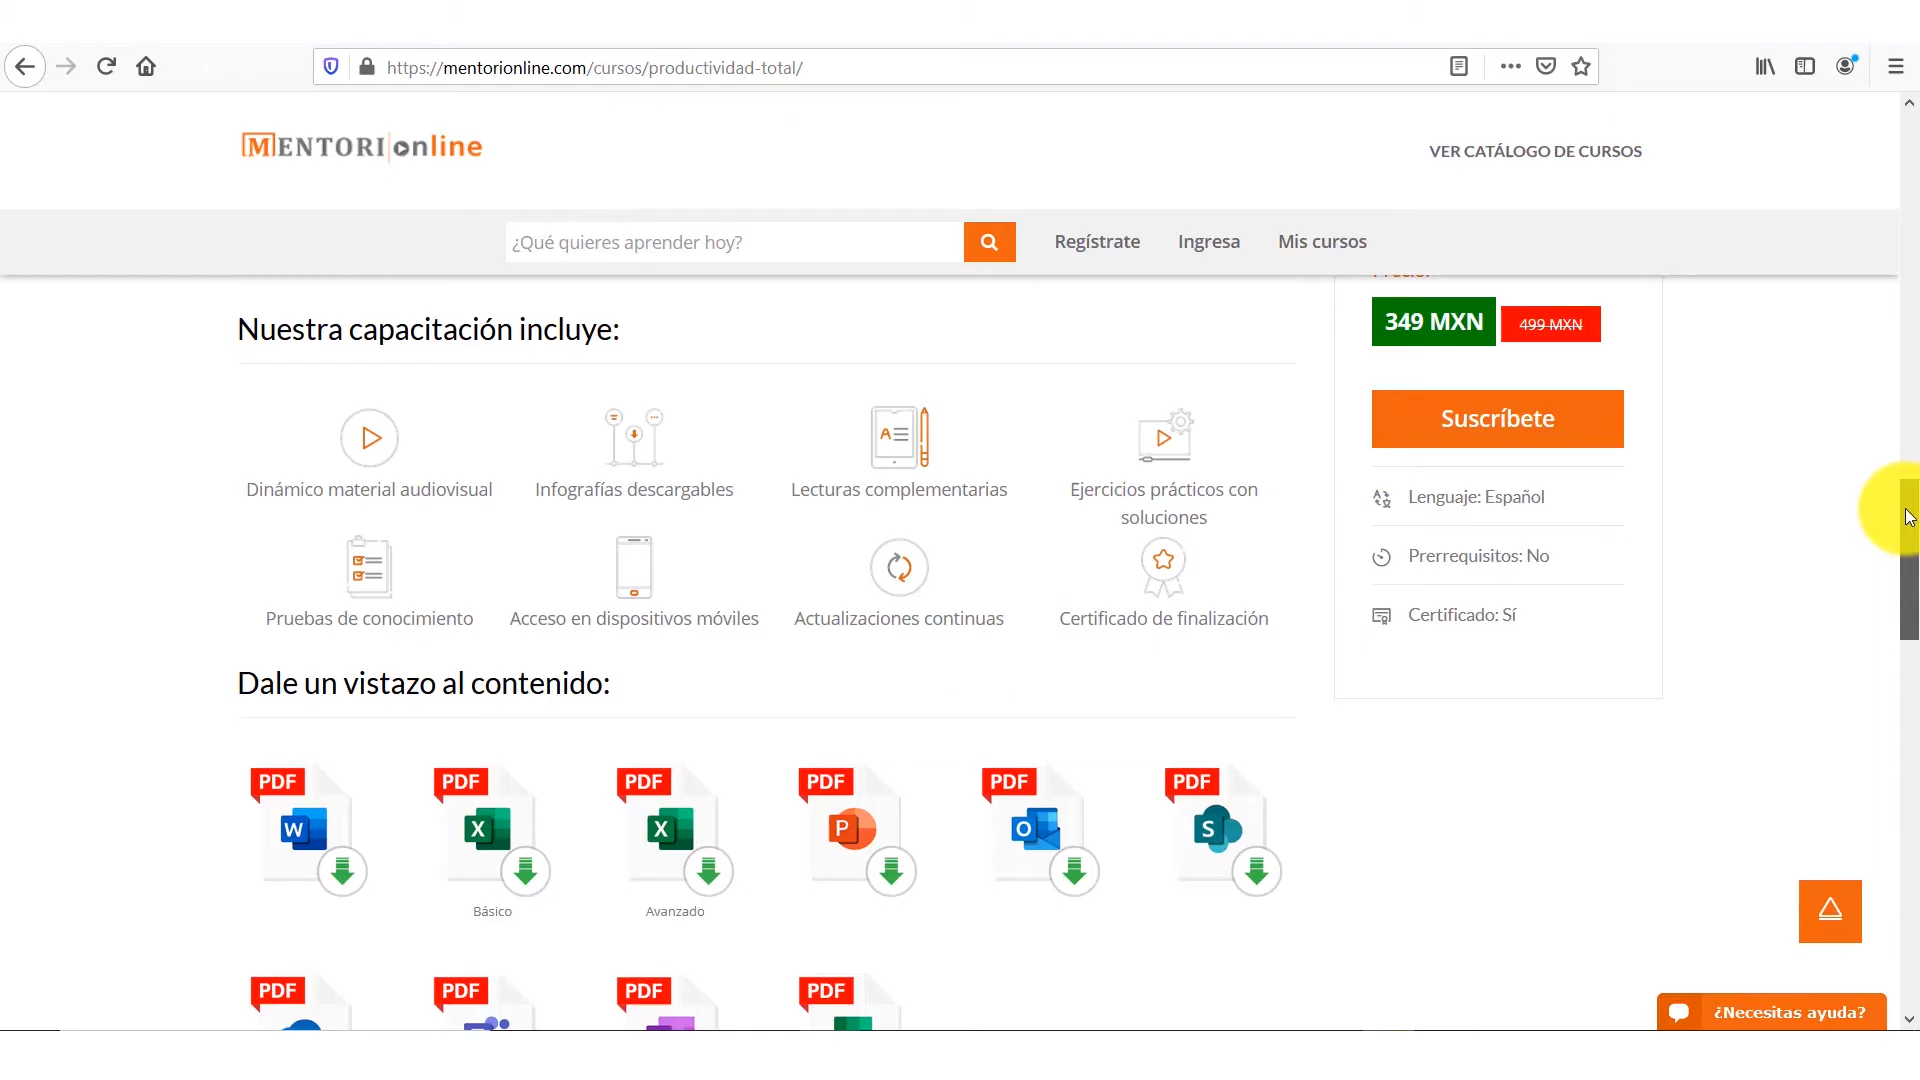 https://mentorionline.com/cursos/productividad-total/
MENTORI online
VER CATÁLOGO DE CURSOS
¿Qué quieres aprender hoy?
Regístrate
Ingresa
Mis cursos
Nuestra capacitación incluye:
349 MXN
499 MXN
Suscríbete
Dinámico material audiovisual
Infografías descargables
Lecturas complementarias
Ejercicios prácticos con
soluciones
Lenguaje: Español
Prerrequisitos: No
Certificado: Sí
Pruebas de conocimiento
Acceso en dispositivos móviles
Actualizaciones continuas
Certificado de finalización
Dale un vistazo al contenido:
PDF
W
PDF
X
Básico
PDF
X
Avanzado
PDF
P
PDF
O
PDF
S
PDF
PDF
PDF
PDF
¿Necesitas ayuda?